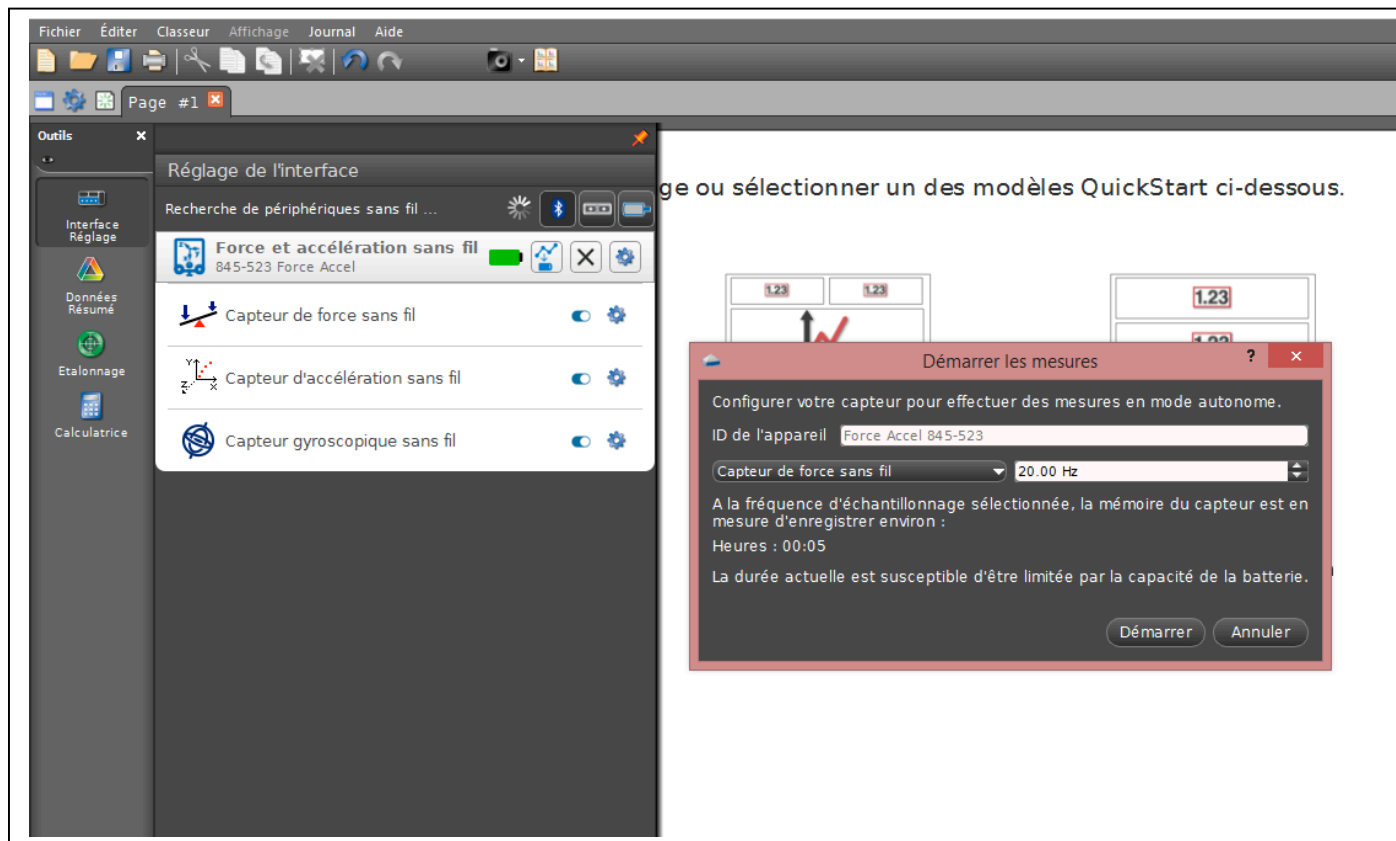 Fichier Éditer Classeur Affichage Journal Aide
Page #1
Outils
Réglage de l'interface
Recherche de périphériques sans fil ...
Interface
Réglage
Données
Résumé
Etalonnage
Calculatrice
Force et accélération sans fil
845-523 Force Accel
Capteur de force sans fil
Capteur d'accélération sans fil
Y
Z
X
Capteur gyroscopique sans fil
ge ou sélectionner un des modèles QuickStart ci-dessous.
1.23 1.23
1.23
1.23
Démarrer les mesures ?
Configurer votre capteur pour effectuer des mesures en mode autonome.
ID de l'appareil Force Accel 845-523
Capteur de force sans fil 20.00 Hz
A la fréquence d'échantillonnage sélectionnée, la mémoire du capteur est en
mesure d'enregistrer environ :
Heures : 00:05
La durée actuelle est susceptible d'être limitée par la capacité de la batterie.
Démarrer Annuler